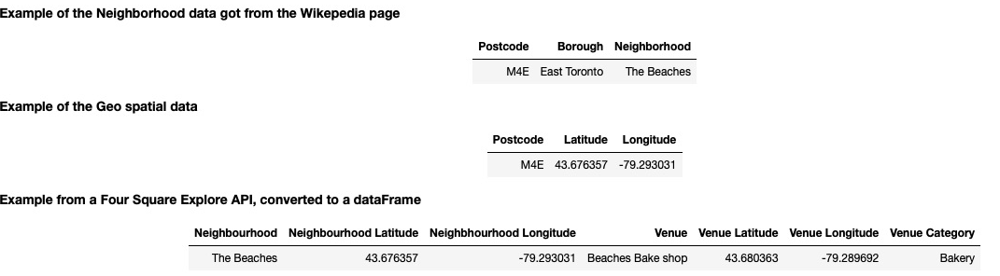 Example of the Neighborhood data got from the Wikepedia page
Postcode Borough Neighborhood
M4E East Toronto The Beaches
Example of the Geo spatial data
Postcode Latitude Longitude
M4E 43.676357 -79.293031
Example from a Four Square Explore API, converted to a dataFrame
Neighbourhood Neighbourhood Latitude Neighbhourhood Longitude Venue Venue Latitude Venue Longitude Venue Category
The Beaches 43.676357 -79.293031 Beaches Bake shop 43.680363 -79.289692 Bakery